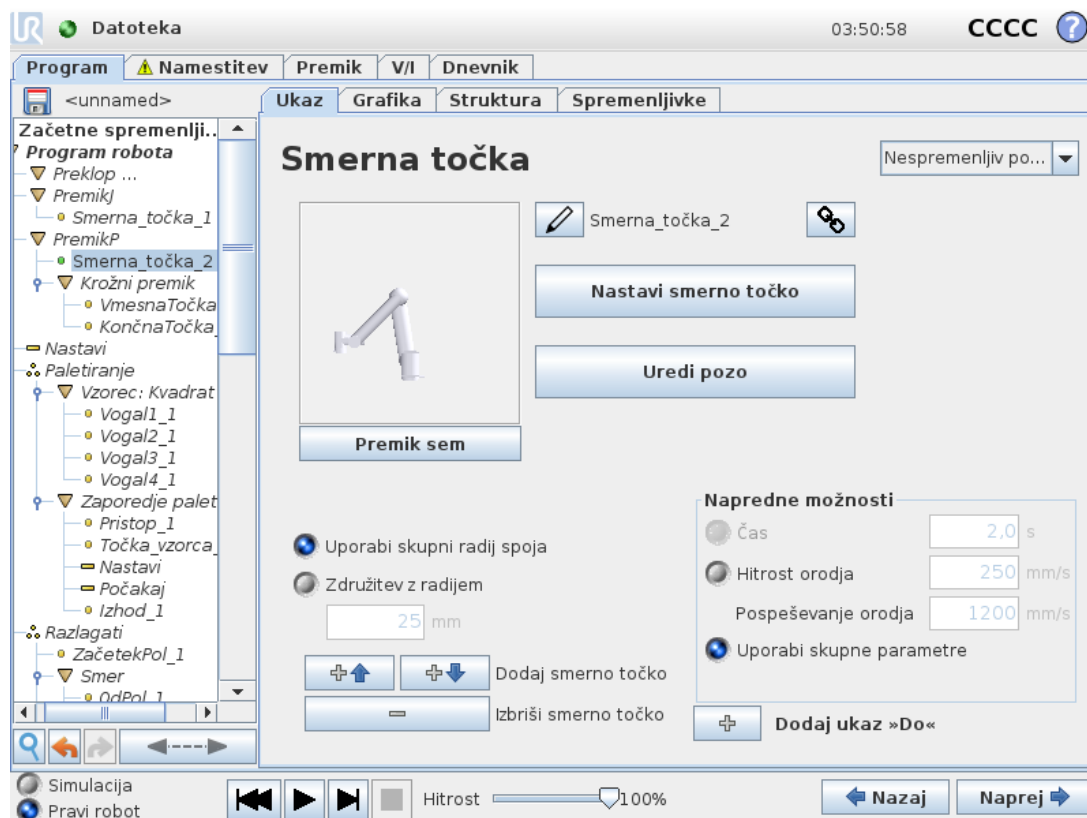 UR Datoteka 03:50:58 CCCC ?
Program Namestitev Premik V/I Dnevnik
<unnamed> Ukaz Grafika Struktura Spremenljivke
Začetne spremenlji..
Program robota
Preklop ...
PremikJ
Smerna_točka_1
PremikP
Smerna_točka_2
Krožni premik
VmesnaTočka
KončnaTočka_
Nastavi
Paletiranje
Vzorec: Kvadrat
Vogal1_1
Vogal2_1
Vogal3_1
Vogal4_1
Zaporedje palet
Pristop_1
Točka_vzorca_
Nastavi
Počakaj
Izhod_1
Razlagati
ZačetekPol_1
Smer
OdPol_1
Smerna točka
Nespremenljiv po...
Smerna_točka_2
Nastavi smerno točko
Uredi pozo
Premik sem
Uporabi skupni radij spoja
Združitev z radijem
25 mm
Dodaj smerno točko
Izbriši smerno točko
Napredne možnosti
Čas 2,0 s
Hitrost orodja 250 mm/s
Pospeševanje orodja 1200 mm/s
Uporabi skupne parametre
Dodaj ukaz »Do«
Simulacija
Pravi robot
Hitrost 100%
Nazaj Naprej